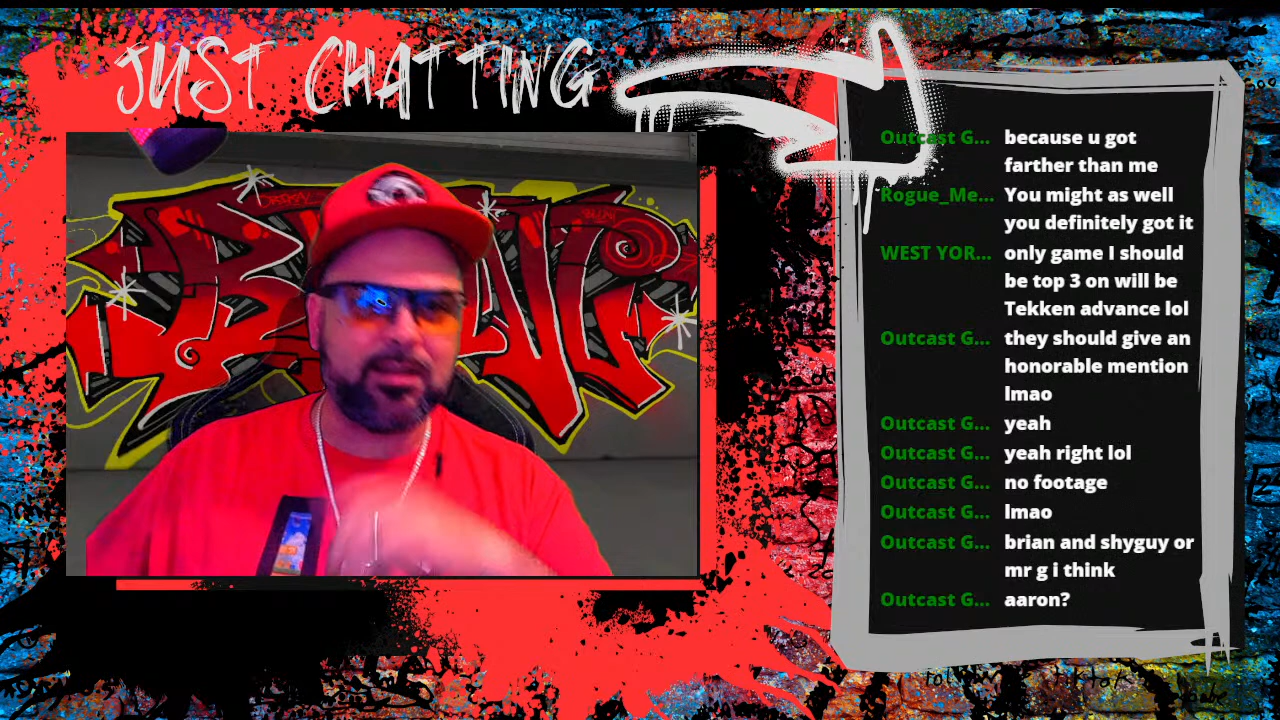 JUST CHATTING
Outcast G... because u got
farther than me
Rogue_Me... You might as well
you definitely got it
WEST YOR... only game I should
be top 3 on will be
Tekken advance lol
Outcast G... they should give an
honorable mention
lmao
Outcast G... yeah
Outcast G... yeah right lol
Outcast G... no footage
Outcast G... lmao
Outcast G... brian and shyguy or
mr g i think
Outcast G... aaron?